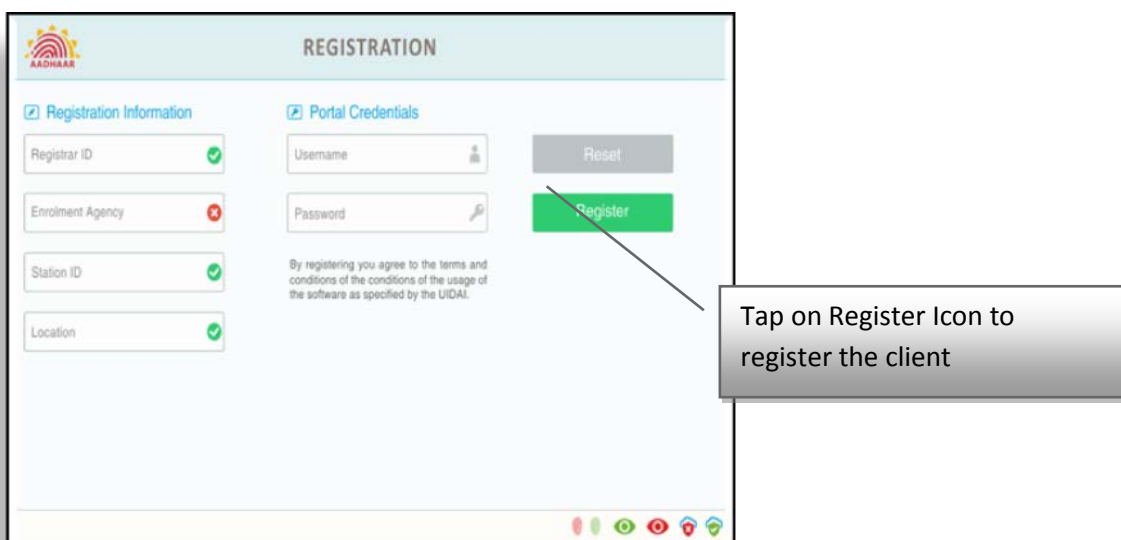 AADHAAR
REGISTRATION
Registration Information
Registrar ID
Enrolment Agency
Station ID
Location
Portal Credentials
Username
Password
By registering you agree to the terms and
conditions of the conditions of the usage of
the software as specified by the UIDAI.
Reset
Register
Tap on Register Icon to
register the client